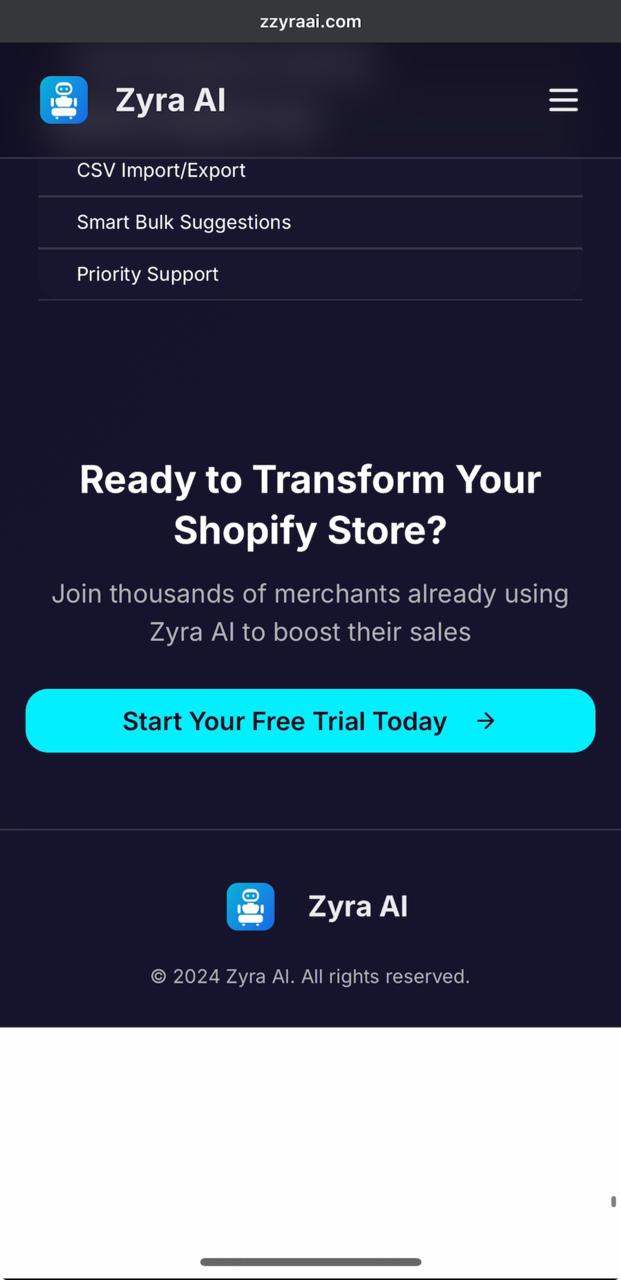 zzyraai.com
Zyra AI
CSV Import/Export
Smart Bulk Suggestions
Priority Support
Ready to Transform Your
Shopify Store?
Join thousands of merchants already using
Zyra AI to boost their sales
Start Your Free Trial Today →
Zyra AI
© 2024 Zyra AI. All rights reserved.